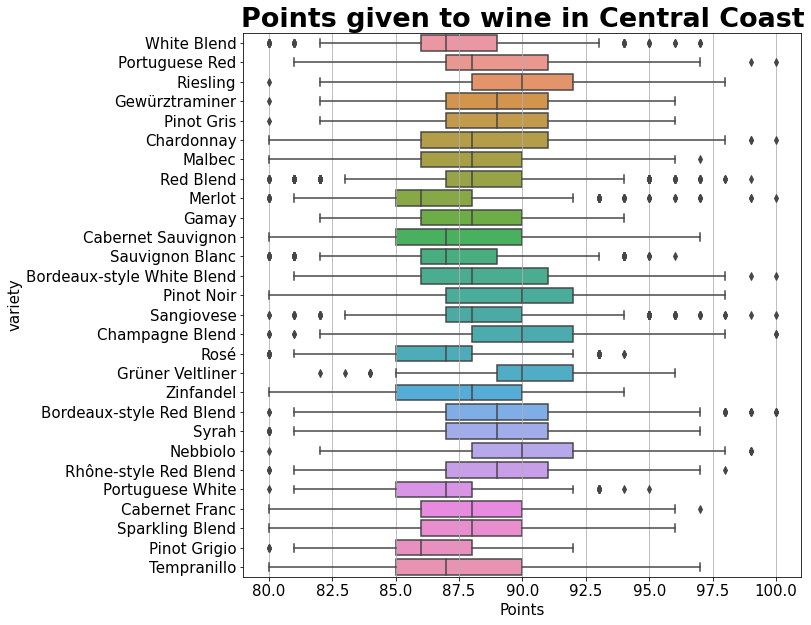 Points given to wine in Central Coast
variety
White Blend
Portuguese Red
Riesling
Gewürztraminer
Pinot Gris
Chardonnay
Malbec
Red Blend
Merlot
Gamay
Cabernet Sauvignon
Sauvignon Blanc
Bordeaux-style White Blend
Pinot Noir
Sangiovese
Champagne Blend
Rosé
Grüner Veltliner
Zinfandel
Bordeaux-style Red Blend
Syrah
Nebbiolo
Rhône-style Red Blend
Portuguese White
Cabernet Franc
Sparkling Blend
Pinot Grigio
Tempranillo
80.0 82.5 85.0 87.5 90.0 92.5 95.0 97.5 100.0
Points